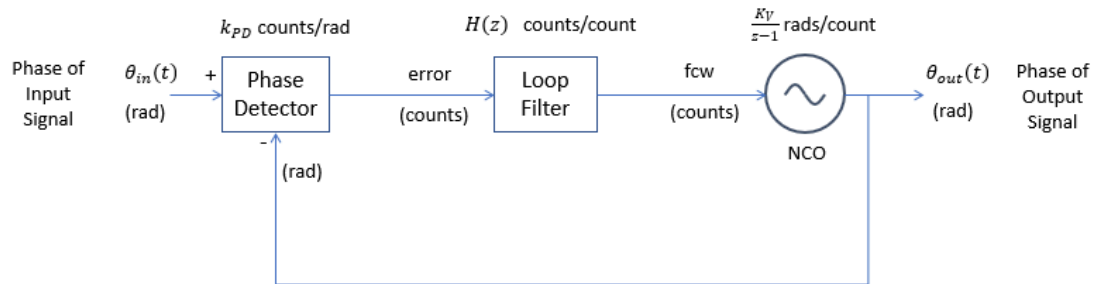 k_PD counts/rad
H(z) counts/count
K_V/(z−1) rads/count
Phase of
Input
Signal
θ_in(t)
(rad)
+
Phase
Detector
error
(counts)
Loop
Filter
fcw
(counts)
NCO
θ_out(t)
(rad)
Phase of
Output
Signal
-
(rad)